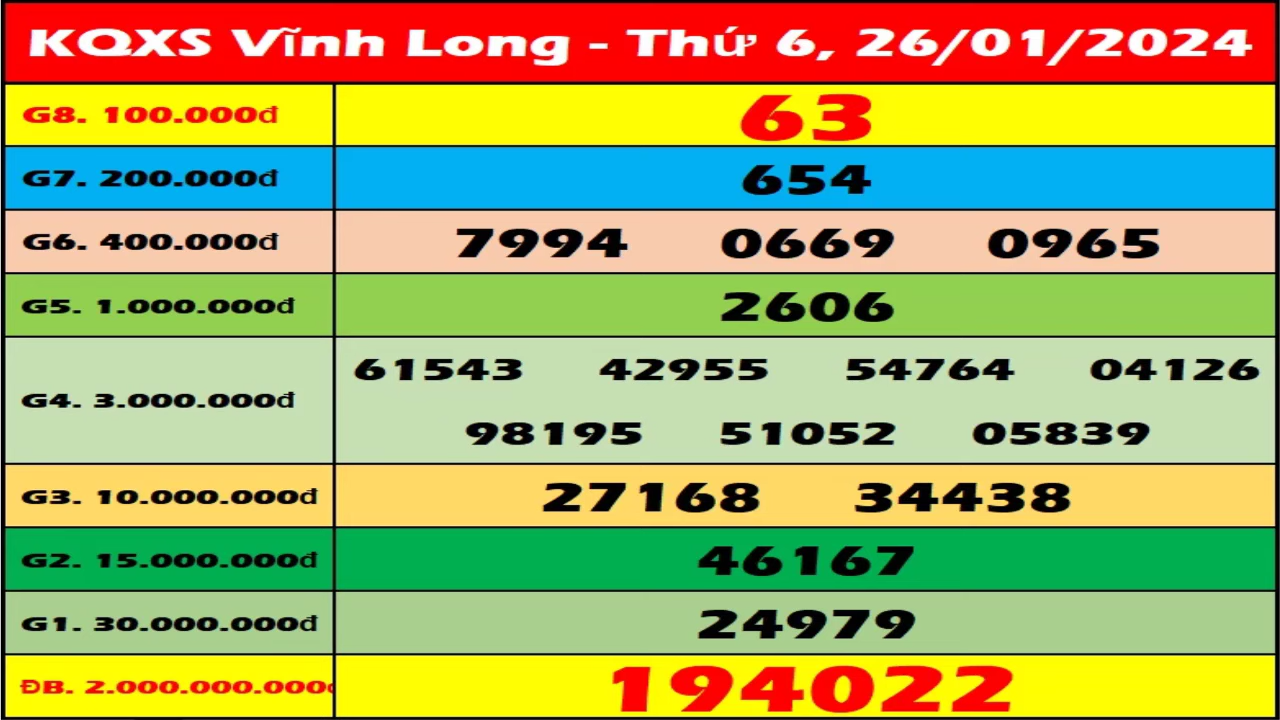 KQXS Vĩnh Long - Thứ 6, 26/01/2024
G8. 100.000đ 63
G7. 200.000đ 654
G6. 400.000đ 7994 0669 0965
G5. 1.000.000đ 2606
61543 42955 54764 04126
G4. 3.000.000đ
98195 51052 05839
G3. 10.000.000đ 27168 34438
G2. 15.000.000đ 46167
G1. 30.000.000đ 24979
ĐB. 2.000.000.000đ 194022